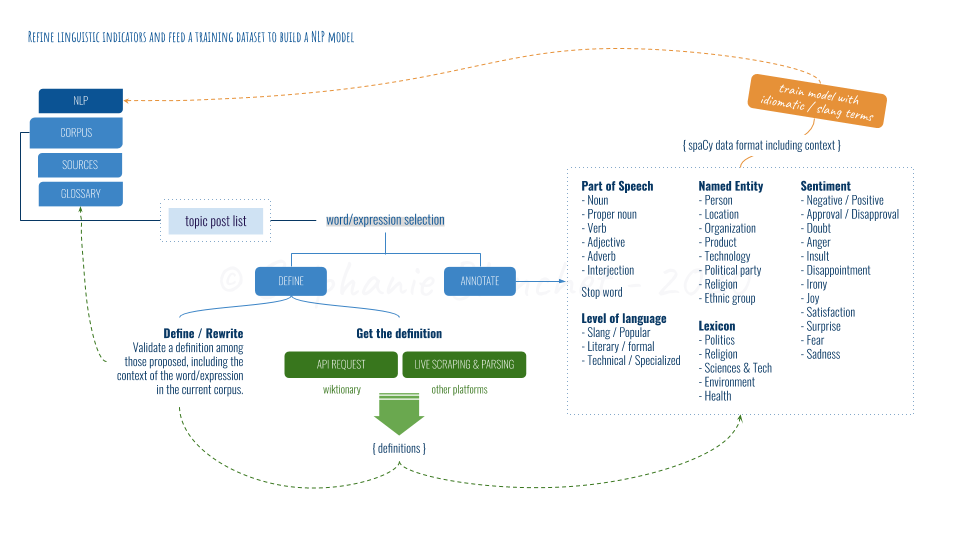 Refine linguistic indicators and feed a training dataset to build a NLP model
NLP
CORPUS
SOURCES
GLOSSARY
topic post list
word/expression selection
DEFINE
ANNOTATE
Define / Rewrite
Validate a definition among
those proposed, including the
context of the word/expression
in the current corpus.
Get the definition
API REQUEST
LIVE SCRAPING & PARSING
wiktionary
other platforms
{ definitions }
train model with
idiomatic / slang terms
{ spaCy data format including context }
Part of Speech
- Noun
- Proper noun
- Verb
- Adjective
- Adverb
- Interjection
Stop word
Level of language
- Slang / Popular
- Literary / formal
- Technical / Specialized
Named Entity
- Person
- Location
- Organization
- Product
- Technology
- Political party
- Religion
- Ethnic group
Lexicon
- Politics
- Religion
- Sciences & Tech
- Environment
- Health
Sentiment
- Negative / Positive
- Approval / Disapproval
- Doubt
- Anger
- Insult
- Disappointment
- Irony
- Joy
- Satisfaction
- Surprise
- Fear
- Sadness